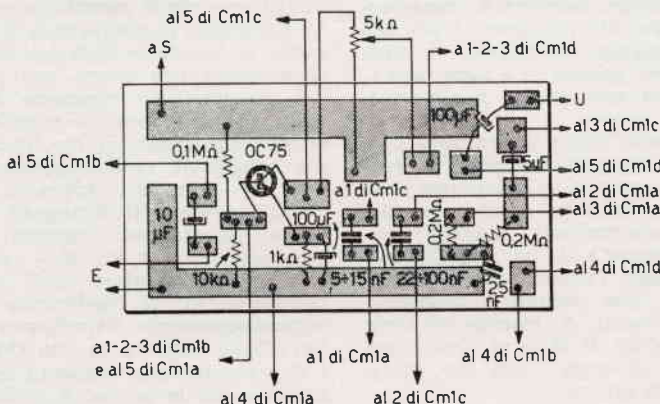 al 5 di Cm1c
5kΩ
a S
a 1-2-3 di Cm1d
100µF
U
al 3 di Cm1c
0,1MΩ
OC75
5µF
al 5 di Cm1b
al 5 di Cm1d
a 1 di Cm1c
al 2 di Cm1a
al 3 di Cm1a
10
µF
100µF
0,2MΩ
0,2MΩ
E
10kΩ
1kΩ
5÷15nF
22÷100nF
25
nF
al 4 di Cm1d
a 1-2-3 di Cm1b
e al 5 di Cm1a
a1 di Cm1a
al 4 di Cm1b
al 4 di Cm1a
al 2 di Cm1c